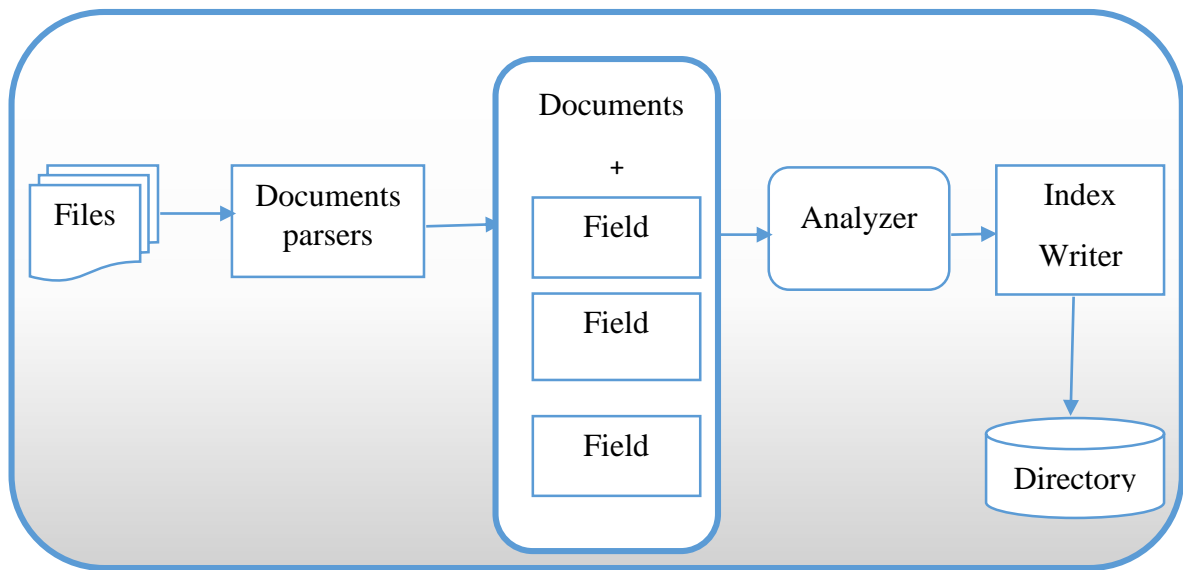 Files
Documents
parsers
Documents
+
Field
Field
Field
Analyzer
Index
Writer
Directory